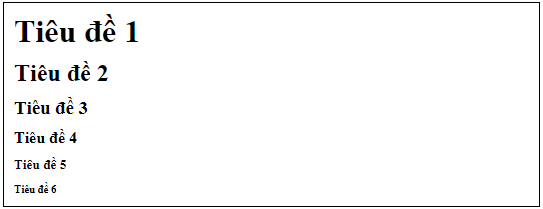 Tiêu đề 1
Tiêu đề 2
Tiêu đề 3
Tiêu đề 4
Tiêu đề 5
Tiêu đề 6